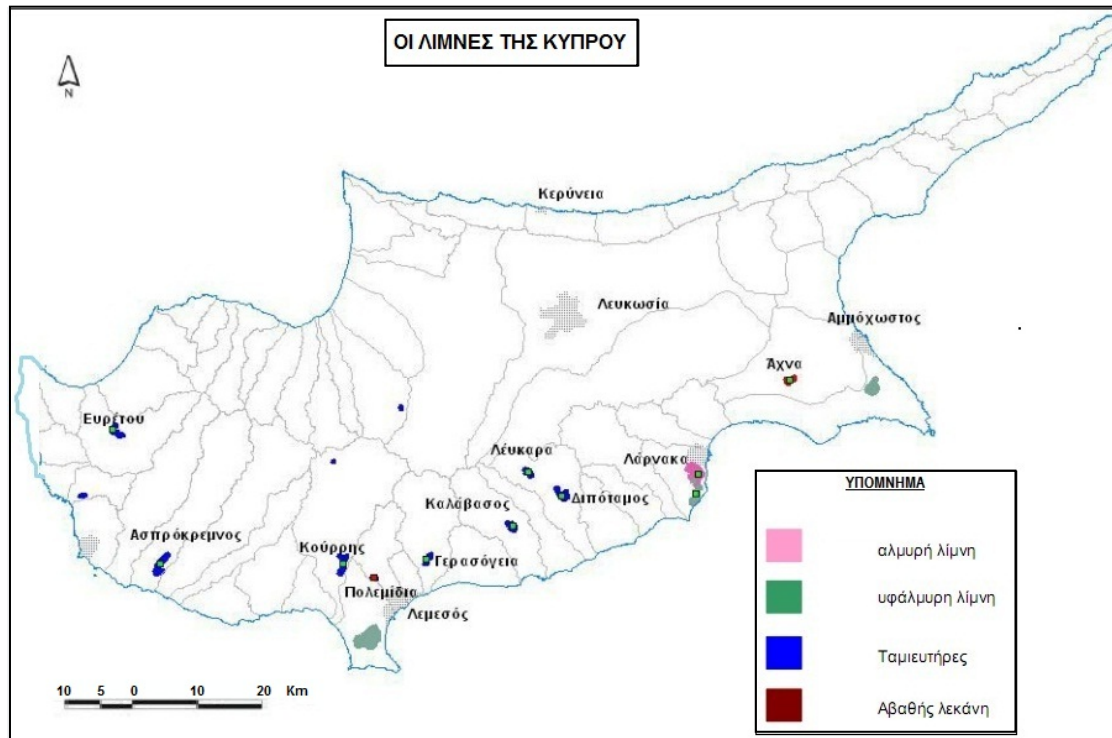 ΟΙ ΛΙΜΝΕΣ ΤΗΣ ΚΥΠΡΟΥ
N
Κερύνεια
Λευκωσία
Αμμόχωστος
Άχνα
Ευρέτου
Λεύκαρα
Λάρνακα
Καλάβασος
Διπόταμος
Ασπρόκρεμνος
Κούρρης
Γερασόγεια
Πολεμίδια
Λεμεσός
10 5 0 10 20 Km
ΥΠΟΜΝΗΜΑ
αλμυρή λίμνη
υφάλμυρη λίμνη
Ταμιευτήρες
Αβαθής λεκάνη